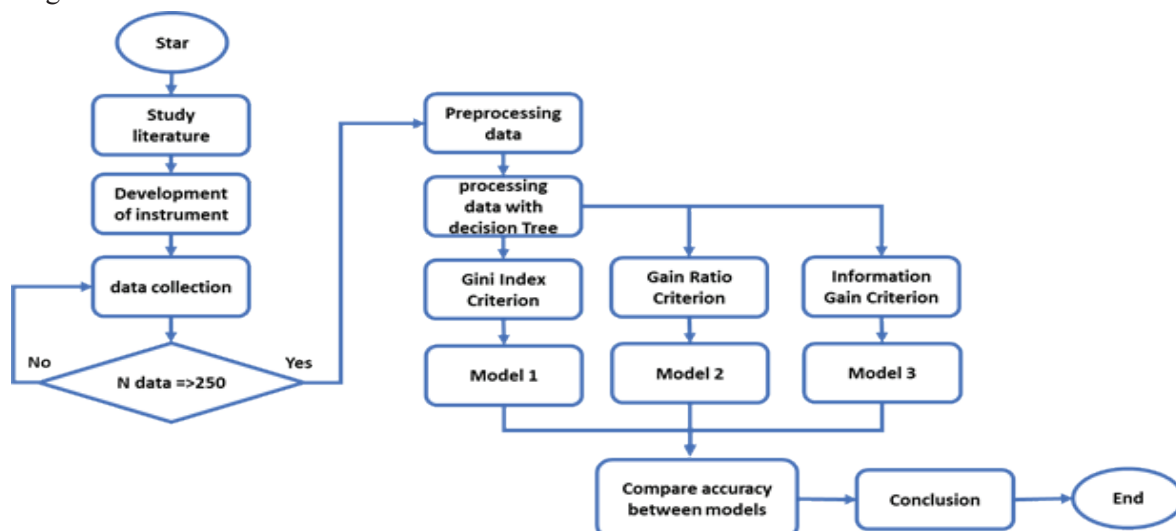 Star
Study
literature
Development
of instrument
data collection
No
Yes
N data =>250
Preprocessing
data
processing
data with
decision Tree
Gini Index
Criterion
Gain Ratio
Criterion
Information
Gain Criterion
Model 1
Model 2
Model 3
Compare accuracy
between models
Conclusion
End